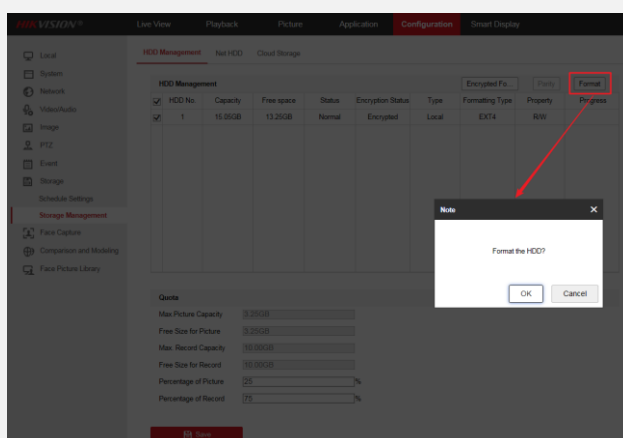 HIKVISION® Live View Playback Picture Application Configuration Smart Display
Local
System
Network
Video/Audio
Image
PTZ
Event
Storage
Schedule Settings
Storage Management
Face Capture
Comparison and Modeling
Face Picture Library
HDD Management Net HDD Cloud Storage
HDD Management Encrypted Fo... Parity Format
HDD No. Capacity Free space Status Encryption Status Type Formatting Type Property Progress
1 15.05GB 13.25GB Normal Encrypted Local EXT4 R/W
Note
Format the HDD?
OK Cancel
Quota
Max.Picture Capacity 3.25GB
Free Size for Picture 3.25GB
Max. Record Capacity 10.00GB
Free Size for Record 10.00GB
Percentage of Picture 25 %
Percentage of Record 75 %
Save